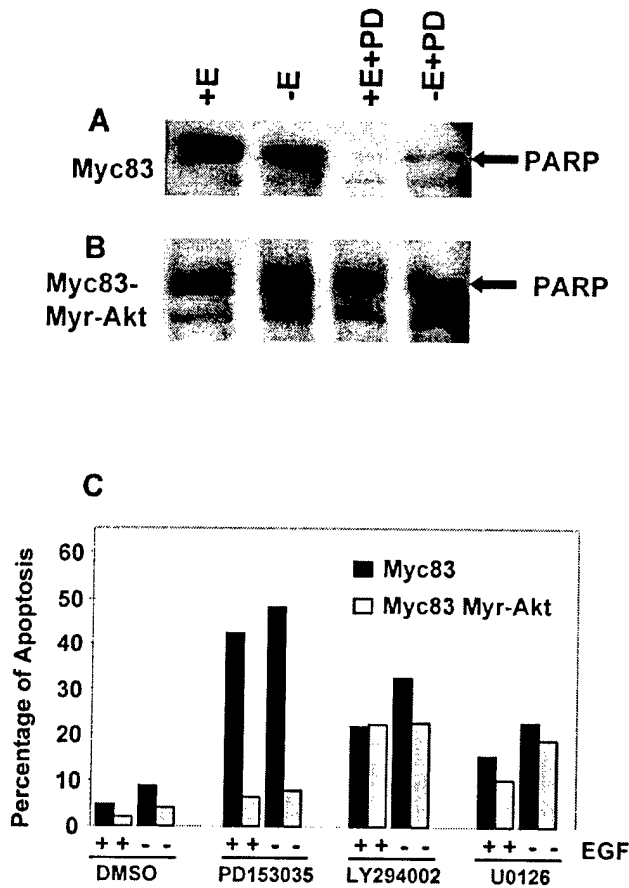 +E -E +E+PD -E+PD
A
Myc83
PARP
B
Myc83-
Myr-Akt
PARP
C
Percentage of Apoptosis
60
50
40
30
20
10
0
Myc83
Myc83 Myr-Akt
+ + - - + + - - + + - - + + - - EGF
DMSO PD153035 LY294002 U0126